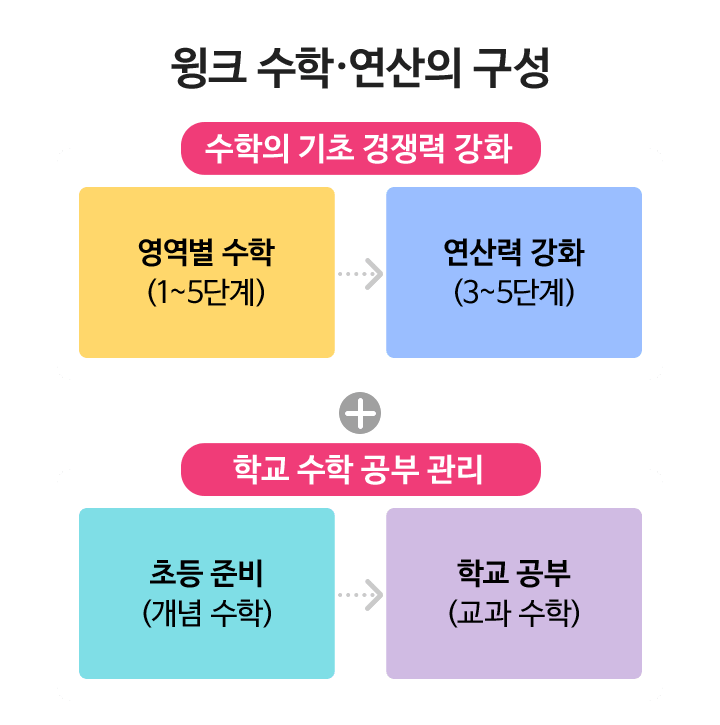 윙크 수학·연산의 구성
수학의 기초 경쟁력 강화
영역별 수학
(1~5단계)
연산력 강화
(3~5단계)
학교 수학 공부 관리
초등 준비
(개념 수학)
학교 공부
(교과 수학)